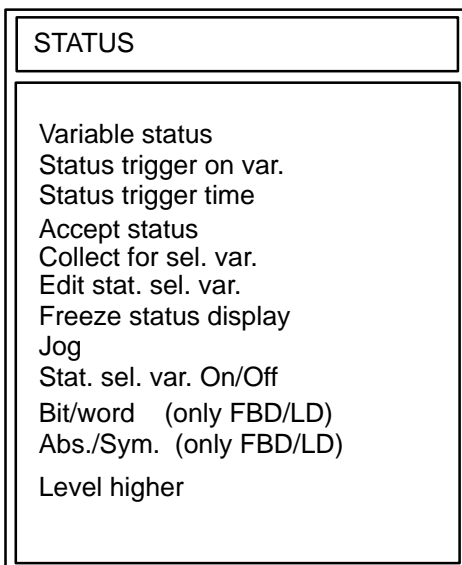 STATUS
Variable status
Status trigger on var.
Status trigger time
Accept status
Collect for sel. var.
Edit stat. sel. var.
Freeze status display
Jog
Stat. sel. var. On/Off
Bit/word (only FBD/LD)
Abs./Sym. (only FBD/LD)
Level higher